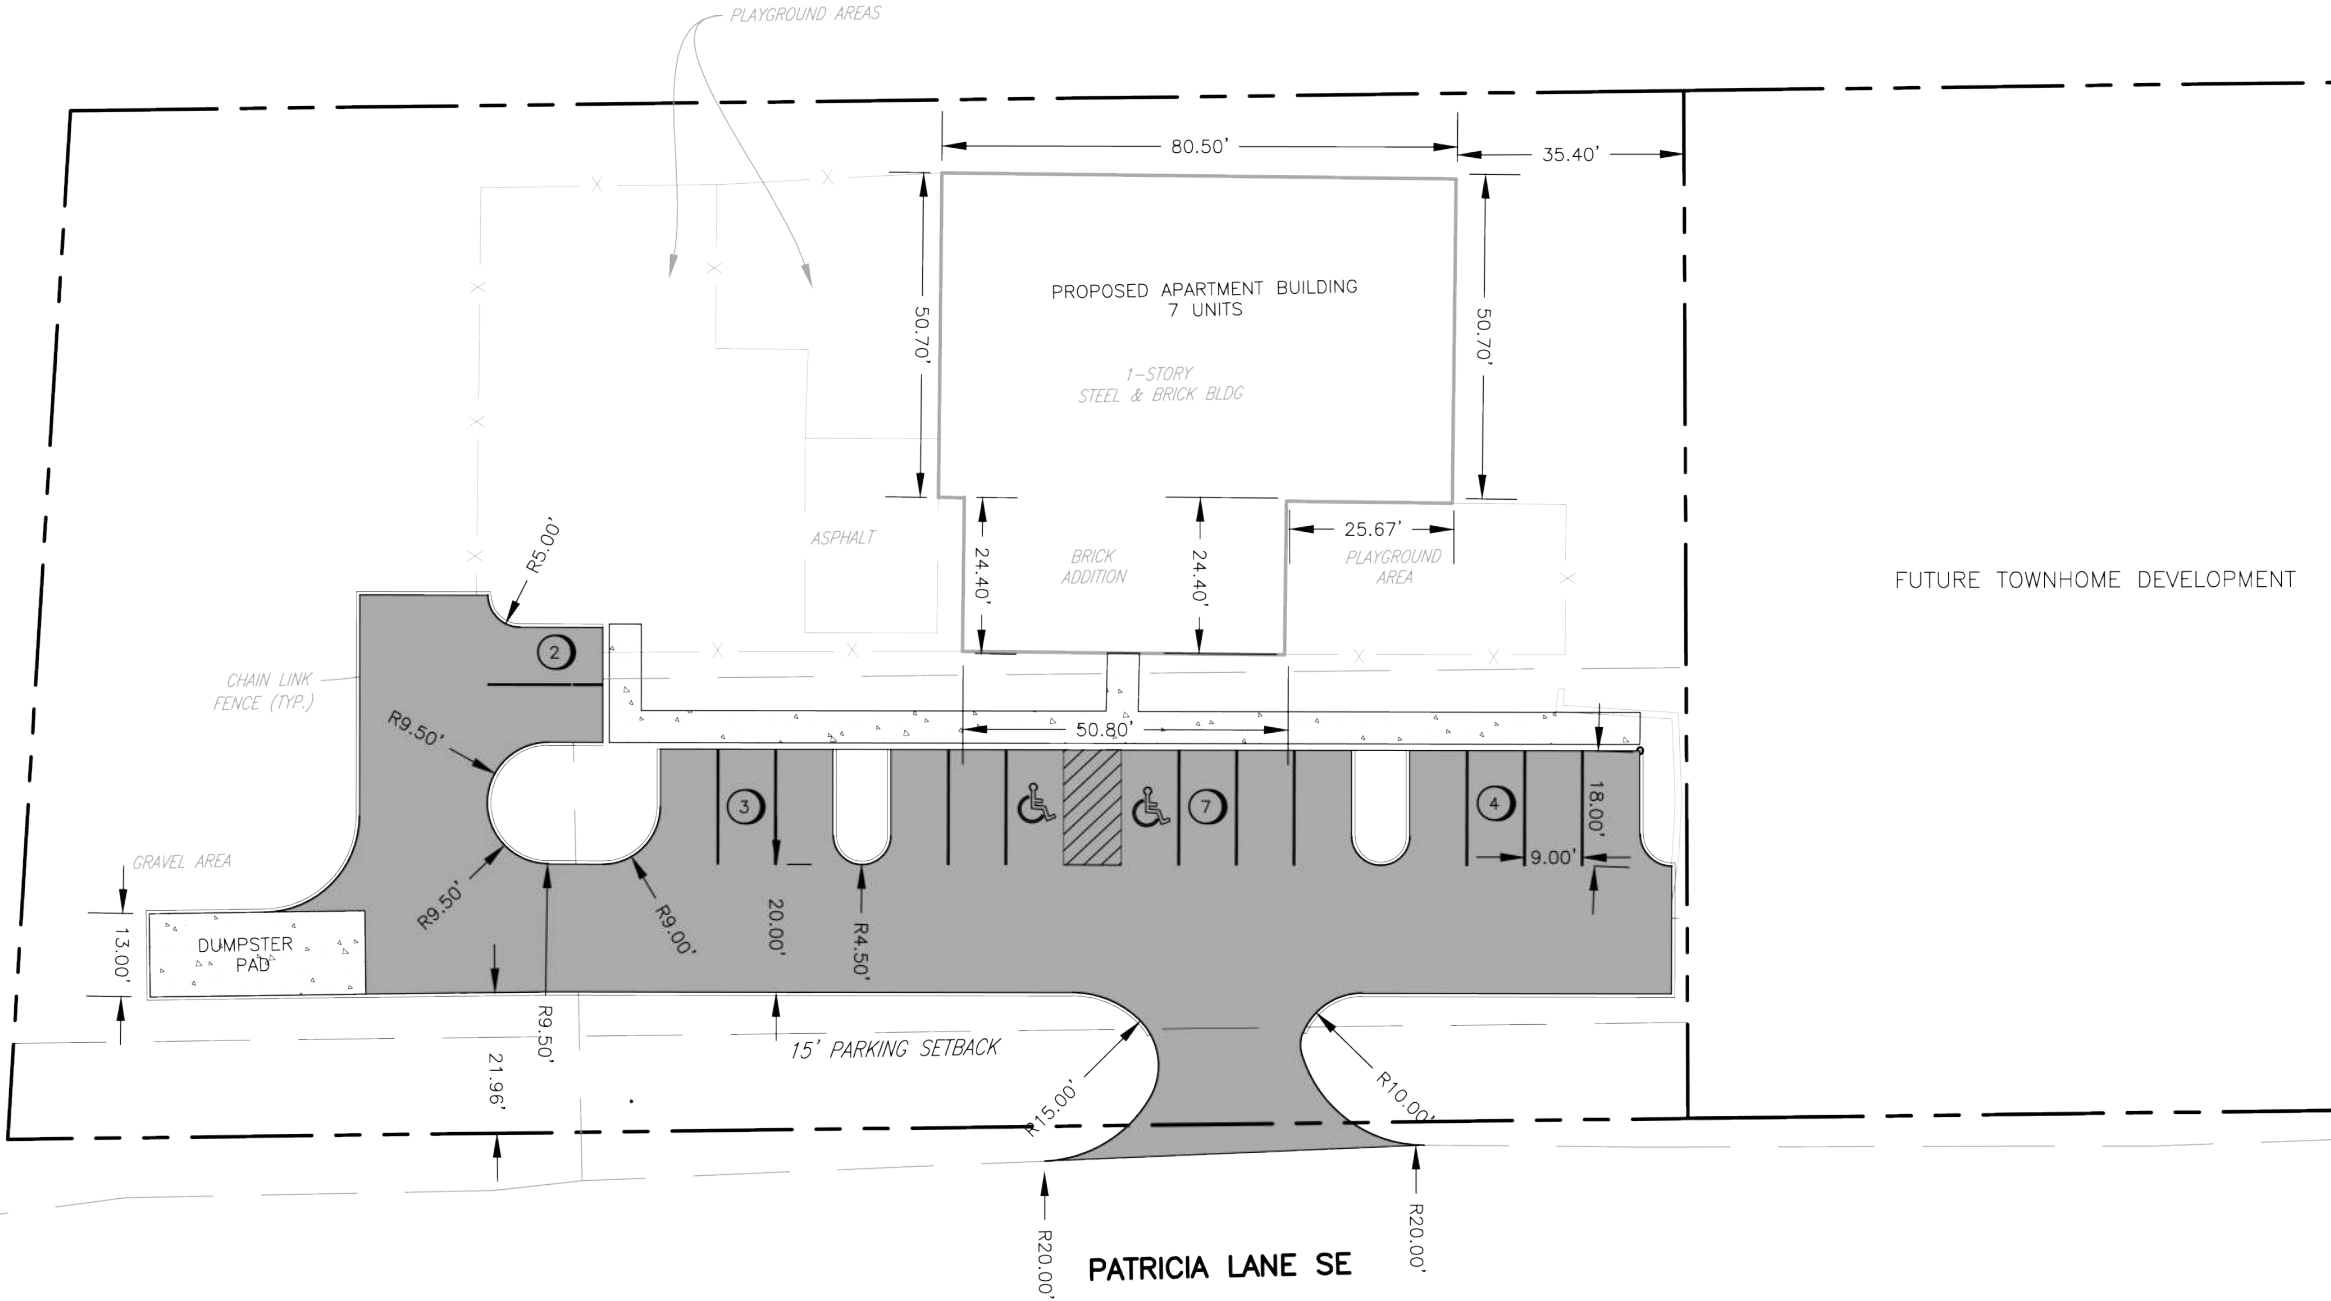 PLAYGROUND AREAS
80.50'
35.40'
50.70'
50.70'
PROPOSED APARTMENT BUILDING
7 UNITS
1-STORY
STEEL & BRICK BLDG
25.67'
ASPHALT
BRICK
ADDITION
PLAYGROUND
AREA
24.40'
24.40'
FUTURE TOWNHOME DEVELOPMENT
R5.00'
2
CHAIN LINK
FENCE (TYP.)
R9.50'
50.80'
3
7
4
18.00'
9.00'
GRAVEL AREA
R9.50'
R9.00'
20.00'
R4.50'
13.00'
DUMPSTER
PAD
R9.50'
15' PARKING SETBACK
21.96'
R15.00'
R10.00'
R20.00'
R20.00'
PATRICIA LANE SE